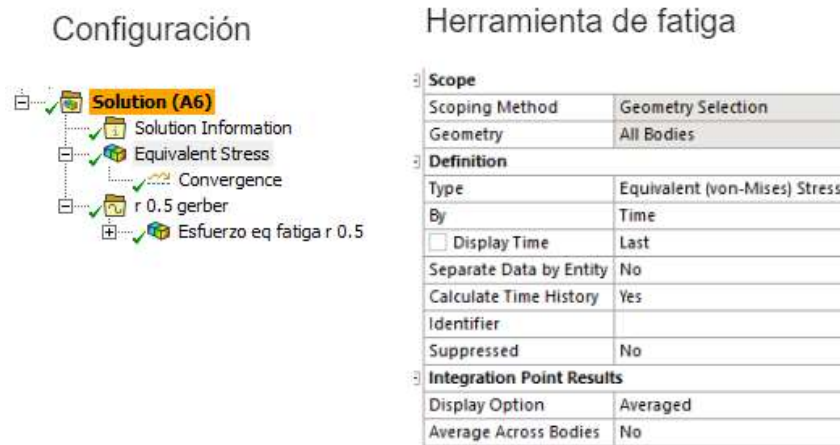 Configuración
Herramienta de fatiga
Solution (A6)
Solution Information
Equivalent Stress
Convergence
r 0.5 gerber
Esfuerzo eq fatiga r 0.5
Scope
Scoping Method Geometry Selection
Geometry All Bodies
Definition
Type Equivalent (von-Mises) Stress
By Time
Display Time Last
Separate Data by Entity No
Calculate Time History Yes
Identifier
Suppressed No
Integration Point Results
Display Option Averaged
Average Across Bodies No